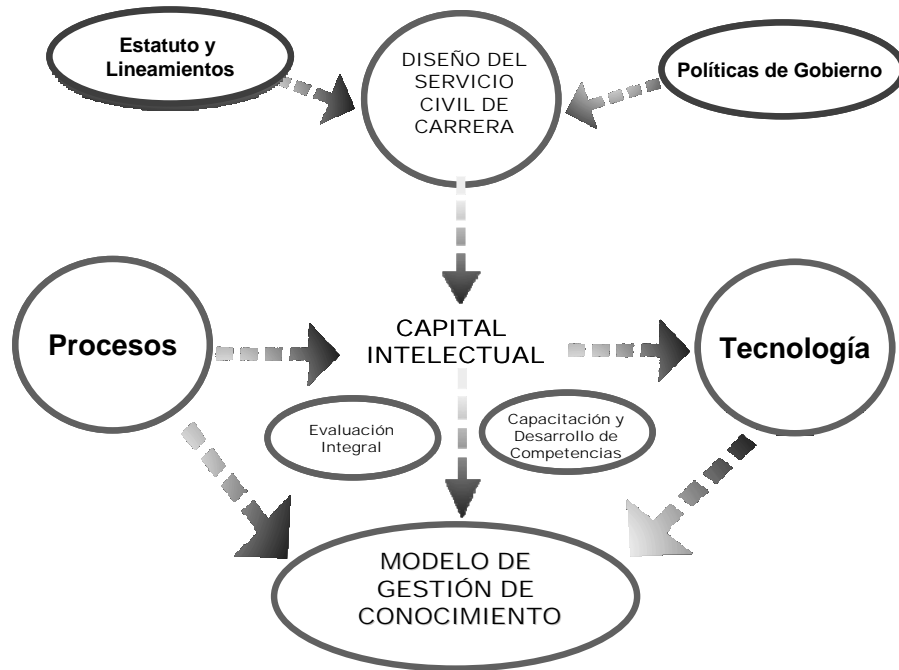 Estatuto y
Lineamientos
DISEÑO DEL
SERVICIO
CIVIL DE
CARRERA
Políticas de Gobierno
Procesos
CAPITAL
INTELECTUAL
Tecnología
Evaluación
Integral
Capacitación y
Desarrollo de
Competencias
MODELO DE
GESTIÓN DE
CONOCIMIENTO